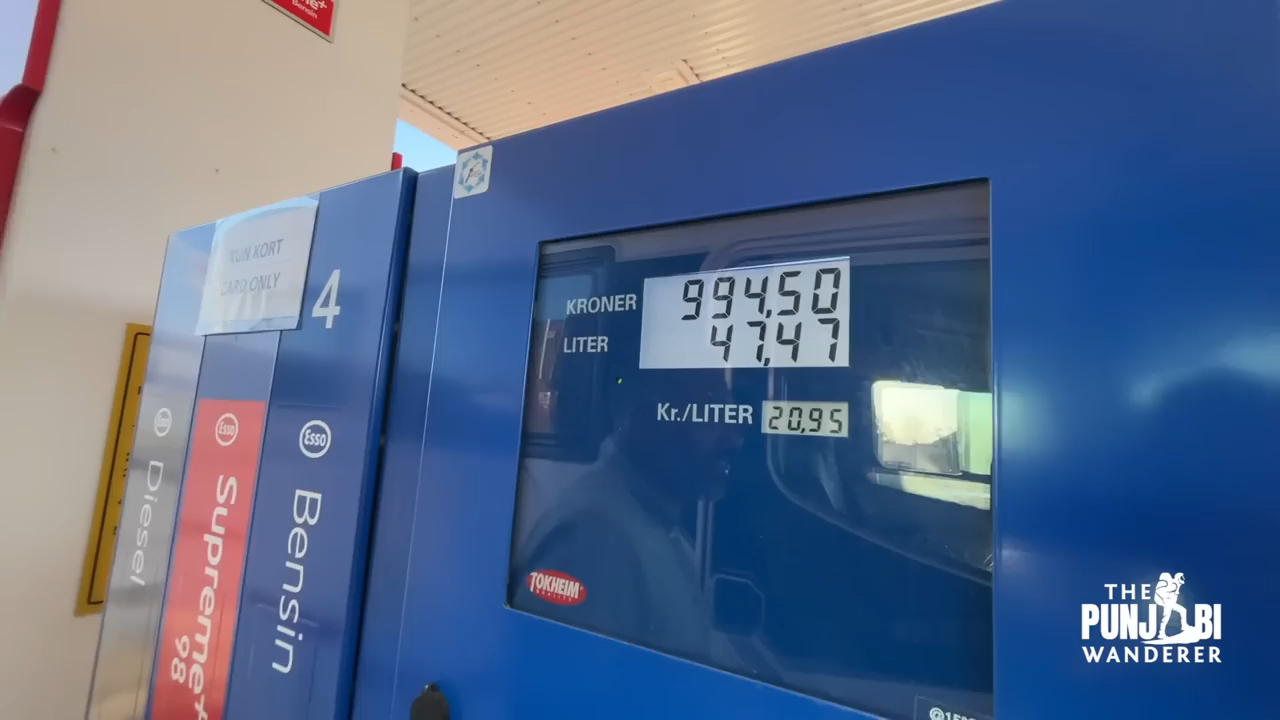 Bensin
KUN KORT
CARD ONLY
4
KRONER 994,50
LITER 47,47
Kr./LITER 20,95
Esso
Diesel
Esso
Supreme+
98
Esso
Bensin
TOKHEIM
THE
PUNJABI
WANDERER